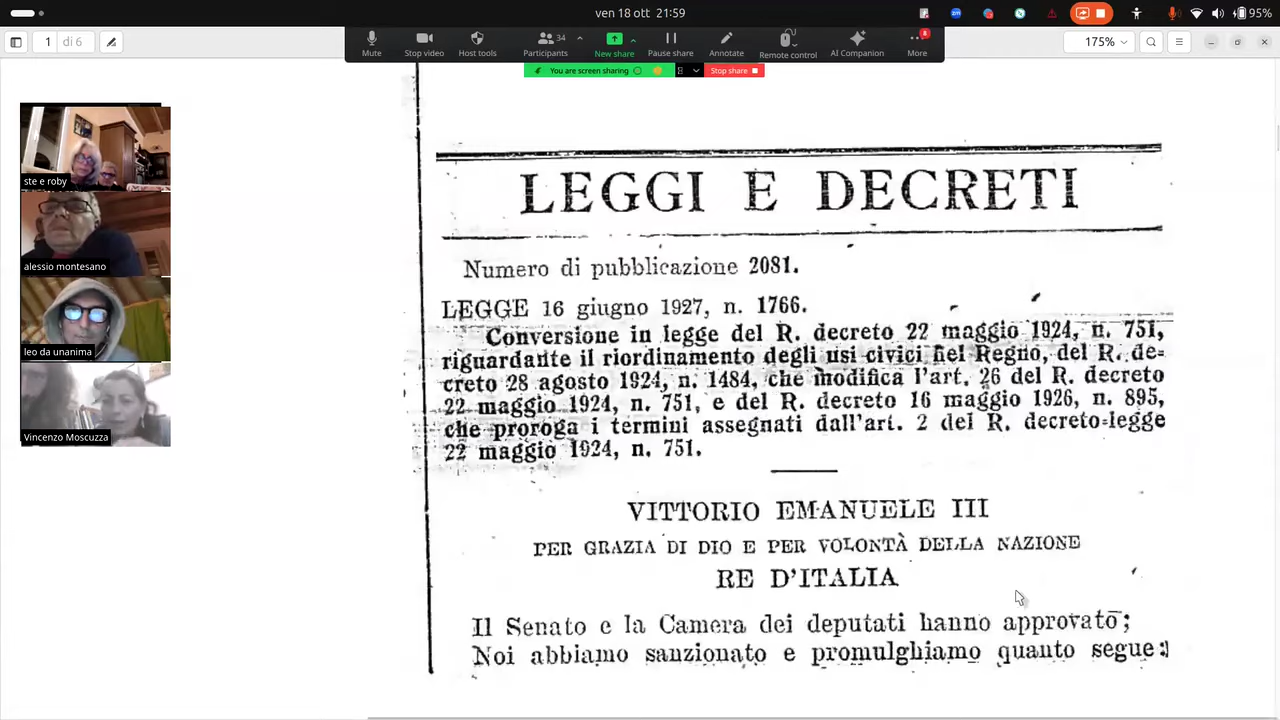 ven 18 ott 21:59
95%
1 di 6
Mute
Stop video
Host tools
34
Participants
New share
Pause share
Annotate
Remote control
AI Companion
8
More
175%
You are screen sharing
Stop share
ste e roby
alessio montesano
leo da unanima
Vincenzo Moscuzza
LEGGI E DECRETI
Numero di pubblicazione 2081.
LEGGE 16 giugno 1927, n. 1766.
Conversione in legge del R. decreto 22 maggio 1924, n. 751,
riguardante il riordinamento degli usi civici nel Regno, del R. de-
creto 28 agosto 1924, n. 1484, che modifica l'art. 26 del R. decreto
22 maggio 1924, n. 751, e del R. decreto 16 maggio 1926, n. 895,
che proroga i termini assegnati dall'art. 2 del R. decreto-legge
22 maggio 1924, n. 751.
VITTORIO EMANUELE III
PER GRAZIA DI DIO E PER VOLONTÀ DELLA NAZIONE
RE D'ITALIA
Il Senato e la Camera dei deputati hanno approvato;
Noi abbiamo sanzionato e promulghiamo quanto segue: